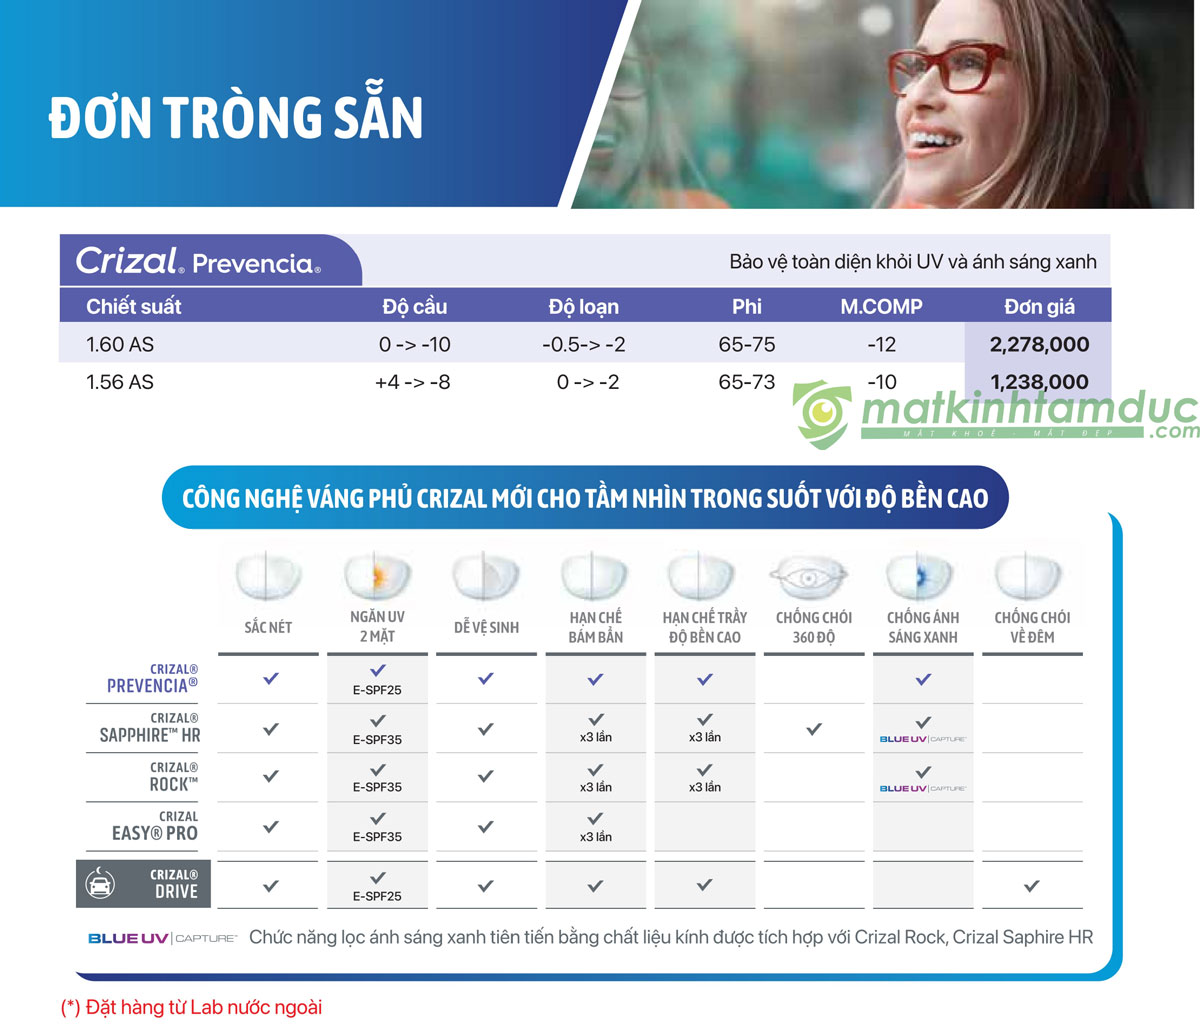 ĐƠN TRÒNG SẴN
Crizal® Prevencia®
Bảo vệ toàn diện khỏi UV và ánh sáng xanh
Chiết suất Độ cầu Độ loạn Phi M.COMP Đơn giá
1.60 AS 0 -> -10 -0.5-> -2 65-75 -12 2,278,000
1.56 AS +4 -> -8 0 -> -2 65-73 -10 1,238,000
matkinhtamduc
.com
MẮT KHOẺ - MẮT ĐẸP
CÔNG NGHỆ VÁNG PHỦ CRIZAL MỚI CHO TẦM NHÌN TRONG SUỐT VỚI ĐỘ BỀN CAO
SẮC NÉT
NGĂN UV
2 MẶT
DỄ VỆ SINH
HẠN CHẾ
BÁM BẨN
HẠN CHẾ TRẦY
ĐỘ BỀN CAO
CHỐNG CHÓI
360 ĐỘ
CHỐNG ÁNH
SÁNG XANH
CHỐNG CHÓI
VỀ ĐÊM
CRIZAL®
PREVENCIA®
✓ ✓ ✓ ✓ ✓ ✓
E-SPF25
CRIZAL®
SAPPHIRE™ HR
✓ ✓ ✓ ✓ ✓ ✓ ✓
E-SPF35 x3 lần x3 lần BLUE UV|CAPTURE™
CRIZAL®
ROCK™
✓ ✓ ✓ ✓ ✓ ✓
E-SPF35 x3 lần x3 lần BLUE UV|CAPTURE™
CRIZAL
EASY® PRO
✓ ✓ ✓ ✓
E-SPF35 x3 lần
CRIZAL®
DRIVE
✓ ✓ ✓ ✓ ✓ ✓
E-SPF25
BLUE UV|CAPTURE™ Chức năng lọc ánh sáng xanh tiên tiến bằng chất liệu kính được tích hợp với Crizal Rock, Crizal Saphire HR
(*) Đặt hàng từ Lab nước ngoài